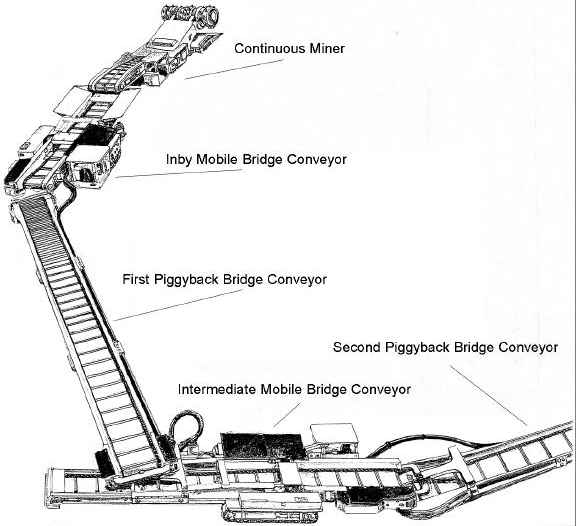 Continuous Miner
Inby Mobile Bridge Conveyor
First Piggyback Bridge Conveyor
Second Piggyback Bridge Conveyor
Intermediate Mobile Bridge Conveyor